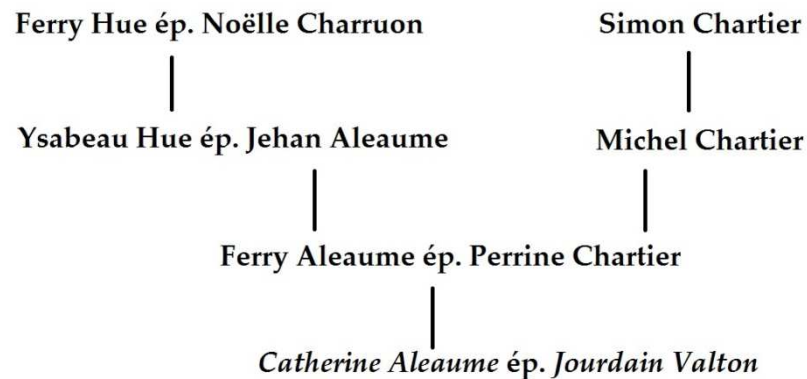 Ferry Hue ép. Noëlle Charruon
Simon Chartier
Ysabeau Hue ép. Jehan Aleaume
Michel Chartier
Ferry Aleaume ép. Perrine Chartier
Catherine Aleaume ép. Jourdain Valton